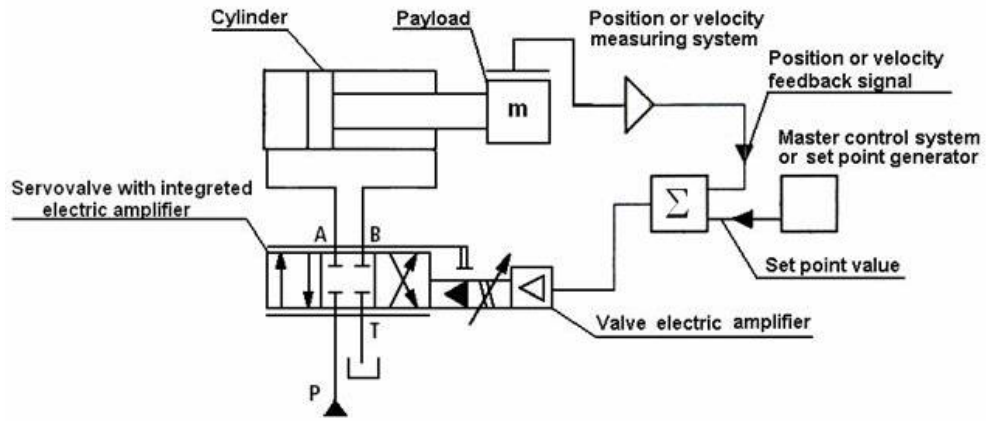 Cylinder
Payload
Position or velocity
measuring system
Position or velocity
feedback signal
m
Master control system
or set point generator
Servovalve with integreted
electric amplifier
Σ
A
B
Set point value
T
Valve electric amplifier
P